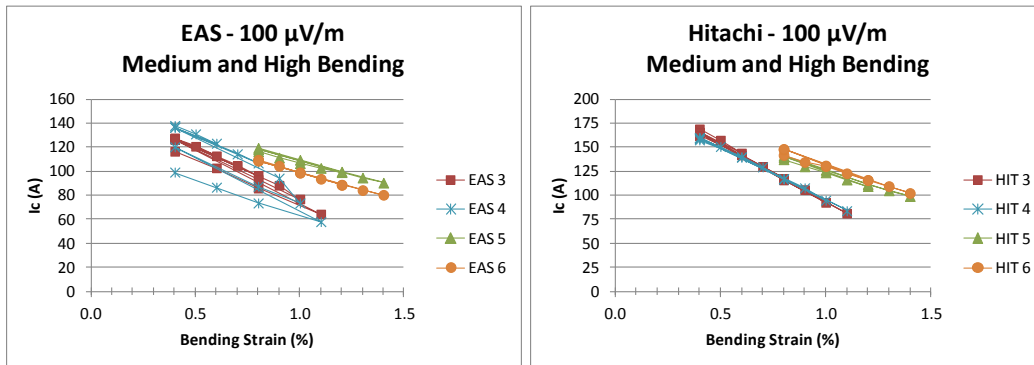 EAS - 100 µV/m
Medium and High Bending
160
140
120
100
80
60
40
20
0
Ic (A)
0.0
0.5
1.0
1.5
Bending Strain (%)
EAS 3
EAS 4
EAS 5
EAS 6
Hitachi - 100 µV/m
Medium and High Bending
200
175
150
125
100
75
50
25
0
Ic (A)
0.0
0.5
1.0
1.5
Bending Strain (%)
HIT 3
HIT 4
HIT 5
HIT 6